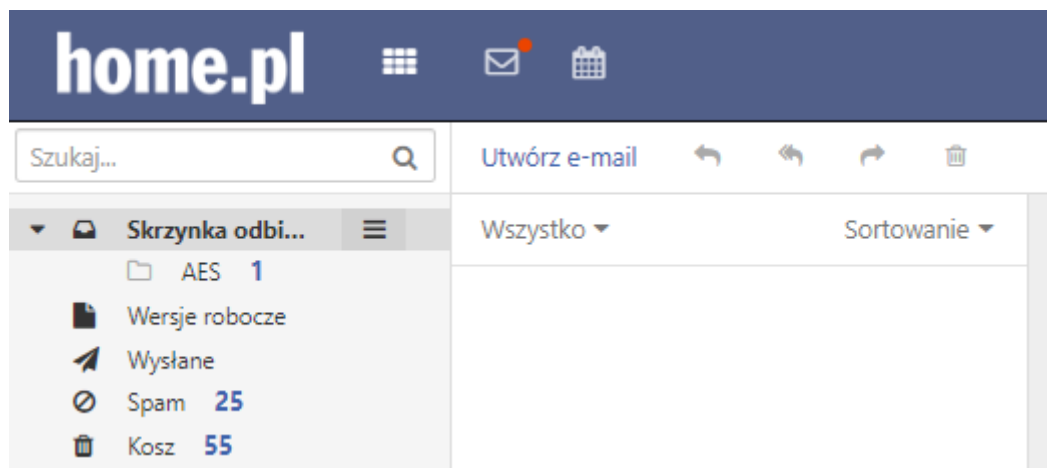 home.pl
Szukaj...
Utwórz e-mail
Skrzynka odbi...
Wszystko
Sortowanie
AES 1
Wersje robocze
Wysłane
Spam 25
Kosz 55